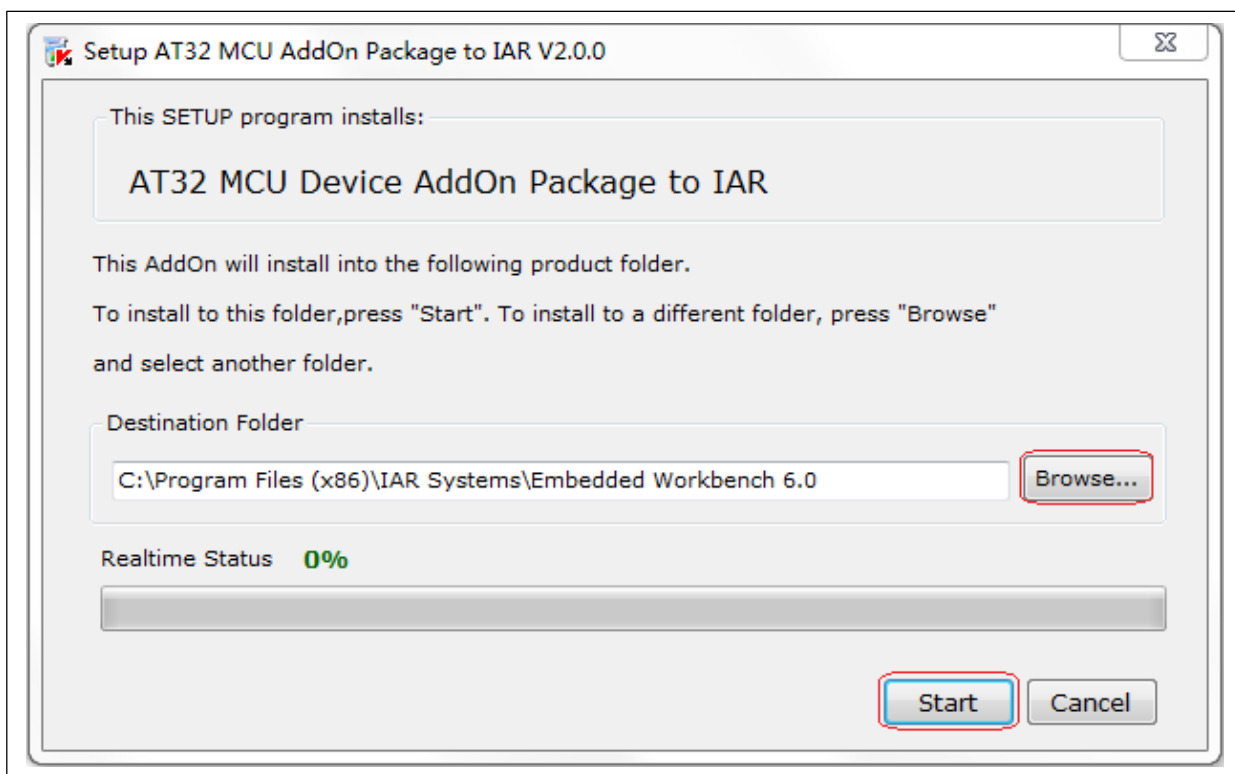 Setup AT32 MCU AddOn Package to IAR V2.0.0
This SETUP program installs:
AT32 MCU Device AddOn Package to IAR
This AddOn will install into the following product folder.
To install to this folder,press "Start". To install to a different folder, press "Browse"
and select another folder.
Destination Folder
C:\Program Files (x86)\IAR Systems\Embedded Workbench 6.0
Browse...
Realtime Status 0%
Start Cancel